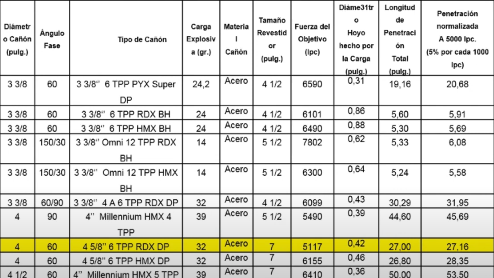 Diámetr
o Cañón
(pulg.)
Ángulo
Fase
Tipo de Cañón
Carga
Explosiv
a (gr.)
Materia
l
Cañón
Tamaño
Revestid
or
(pulg.)
Fuerza del
Objetivo
(lpc)
Diáme31tr
o
Hoyo
hecho por
la Carga
(pulg.)
Longitud
de
Penetraci
ón
Total
(pulg.)
Penetración
normalizada
A 5000 lpc.
(5% por cada 1000
lpc)
3 3/8 60 3 3/8" 6 TPP PYX Super
DP 24,2 Acero 4 1/2 6590 0,31 19,16 20,68
3 3/8 60 3 3/8" 6 TPP RDX BH 24 Acero 4 1/2 6101 0,86 5,60 5,91
3 3/8 60 3 3/8" 6 TPP HMX BH 24 Acero 4 1/2 6490 0,88 5,30 5,69
3 3/8 150/30 3 3/8" Omni 12 TPP RDX
BH 14 Acero 5 1/2 7802 0,62 5,33 6,08
3 3/8 150/30 3 3/8" Omni 12 TPP HMX
BH 14 Acero 5 1/2 6300 0,64 5,24 5,58
3 3/8 60/90 3 3/8" 4 A 6 TPP RDX DP 32 Acero 4 1/2 6099 0,43 30,29 31,95
4 90 4" Millennium HMX 4
TPP 39 Acero 5 1/2 5490 0,39 44,60 45,69
4 60 4 5/8" 6 TPP RDX DP 32 Acero 7 5117 0,42 27,00 27,16
4 60 4 5/8" 6 TPP HMX DP 32 Acero 7 6155 0,46 26,80 28,35
4 1/2 60 4" Millennium HMX 5 TPP 39 Acero 7 6410 0,36 50,00 53,50